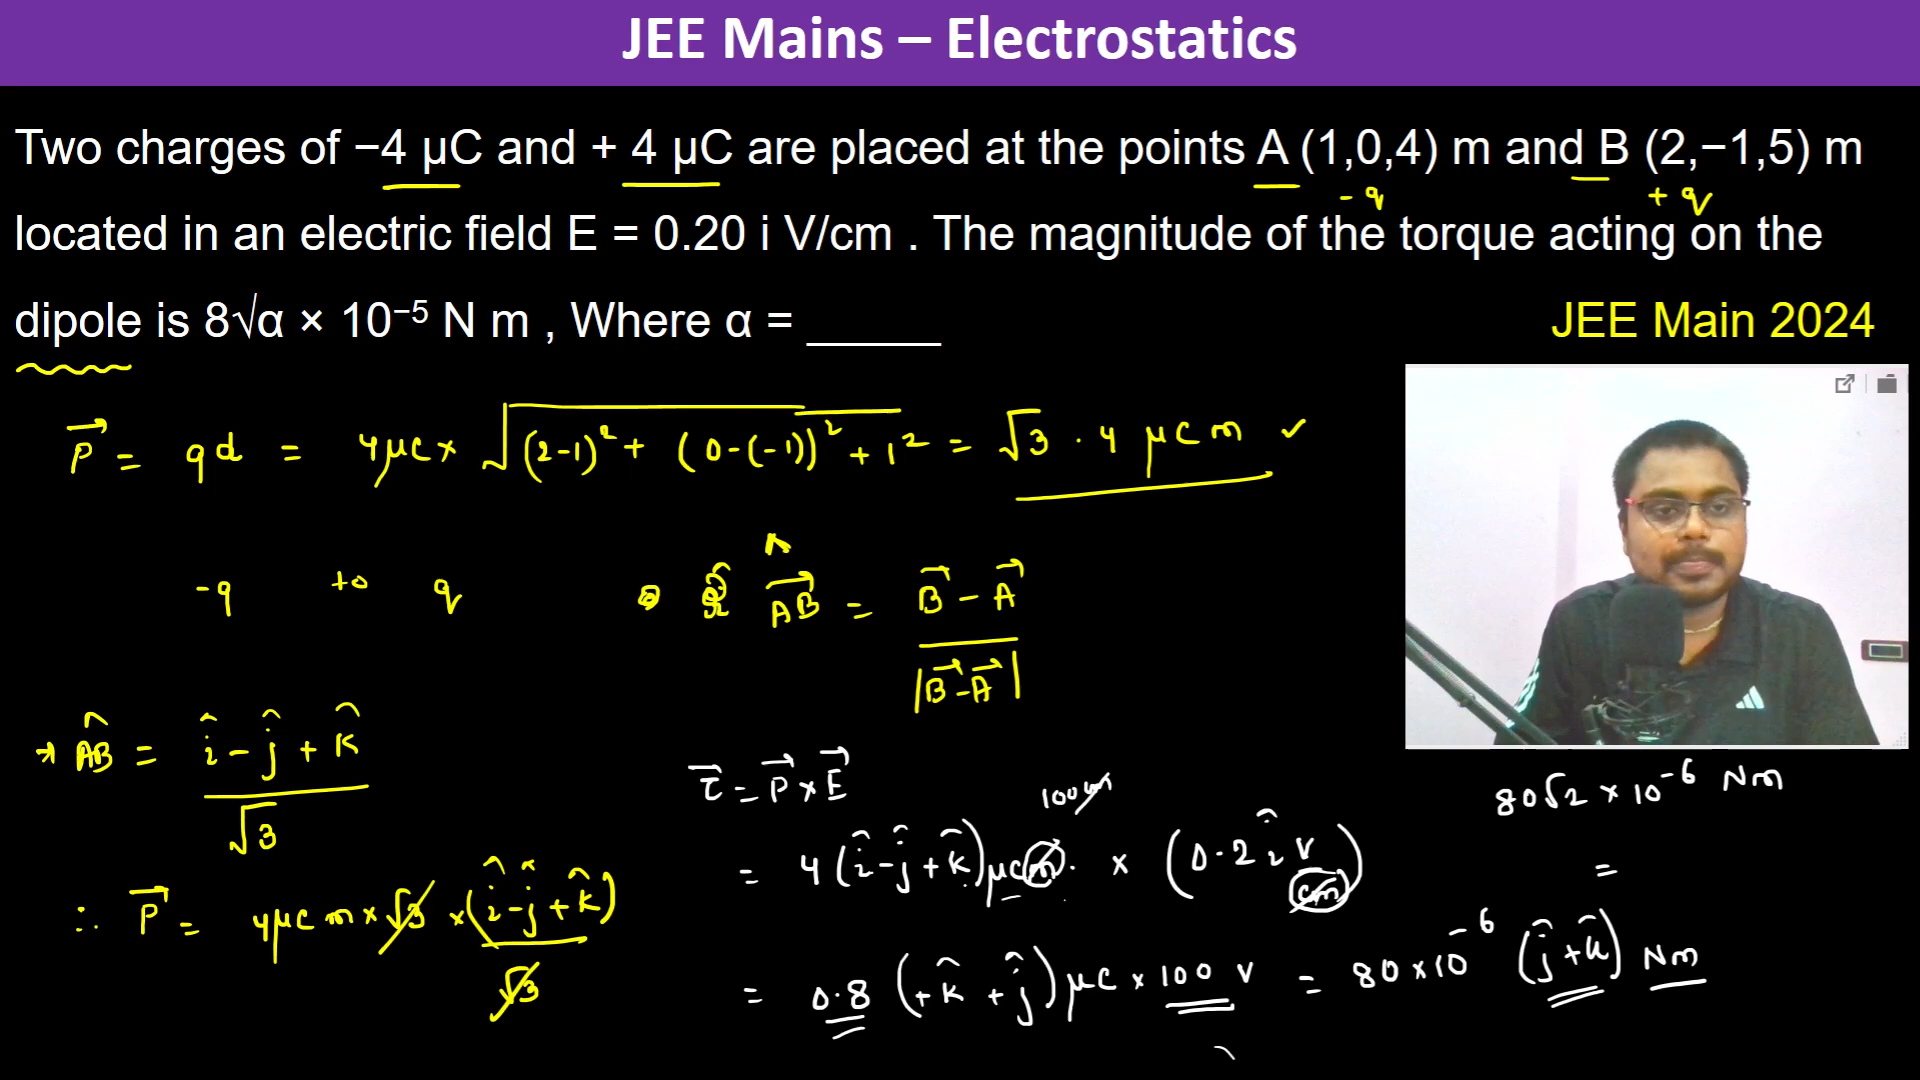 JEE Mains – Electrostatics
Two charges of −4 μC and + 4 μC are placed at the points A (1,0,4) m and B (2,−1,5) m
-q +q
located in an electric field E = 0.20 i V/cm . The magnitude of the torque acting on the
dipole is 8√α × 10⁻⁵ N m , Where α = _____
JEE Main 2024
P⃗ = qd = 4μc × √((2-1)² + (0-(-1))² + 1²) = √3 · 4 μc m ✓
-q to q
AB⃗ = (B⃗ - A⃗) / |B⃗ - A⃗|
ÂB = (î - ĵ + k̂) / √3
∴ P⃗ = 4μc m × √3 × (î - ĵ + k̂) / √3
τ⃗ = P⃗ × E⃗
100cm
= 4 (î - ĵ + k̂) μc m · × (0.2 î V/cm)
= 0.8 (+k̂ + ĵ) μc × 100 V = 80 × 10⁻⁶ (ĵ + k̂) Nm
80√2 × 10⁻⁶ Nm
=